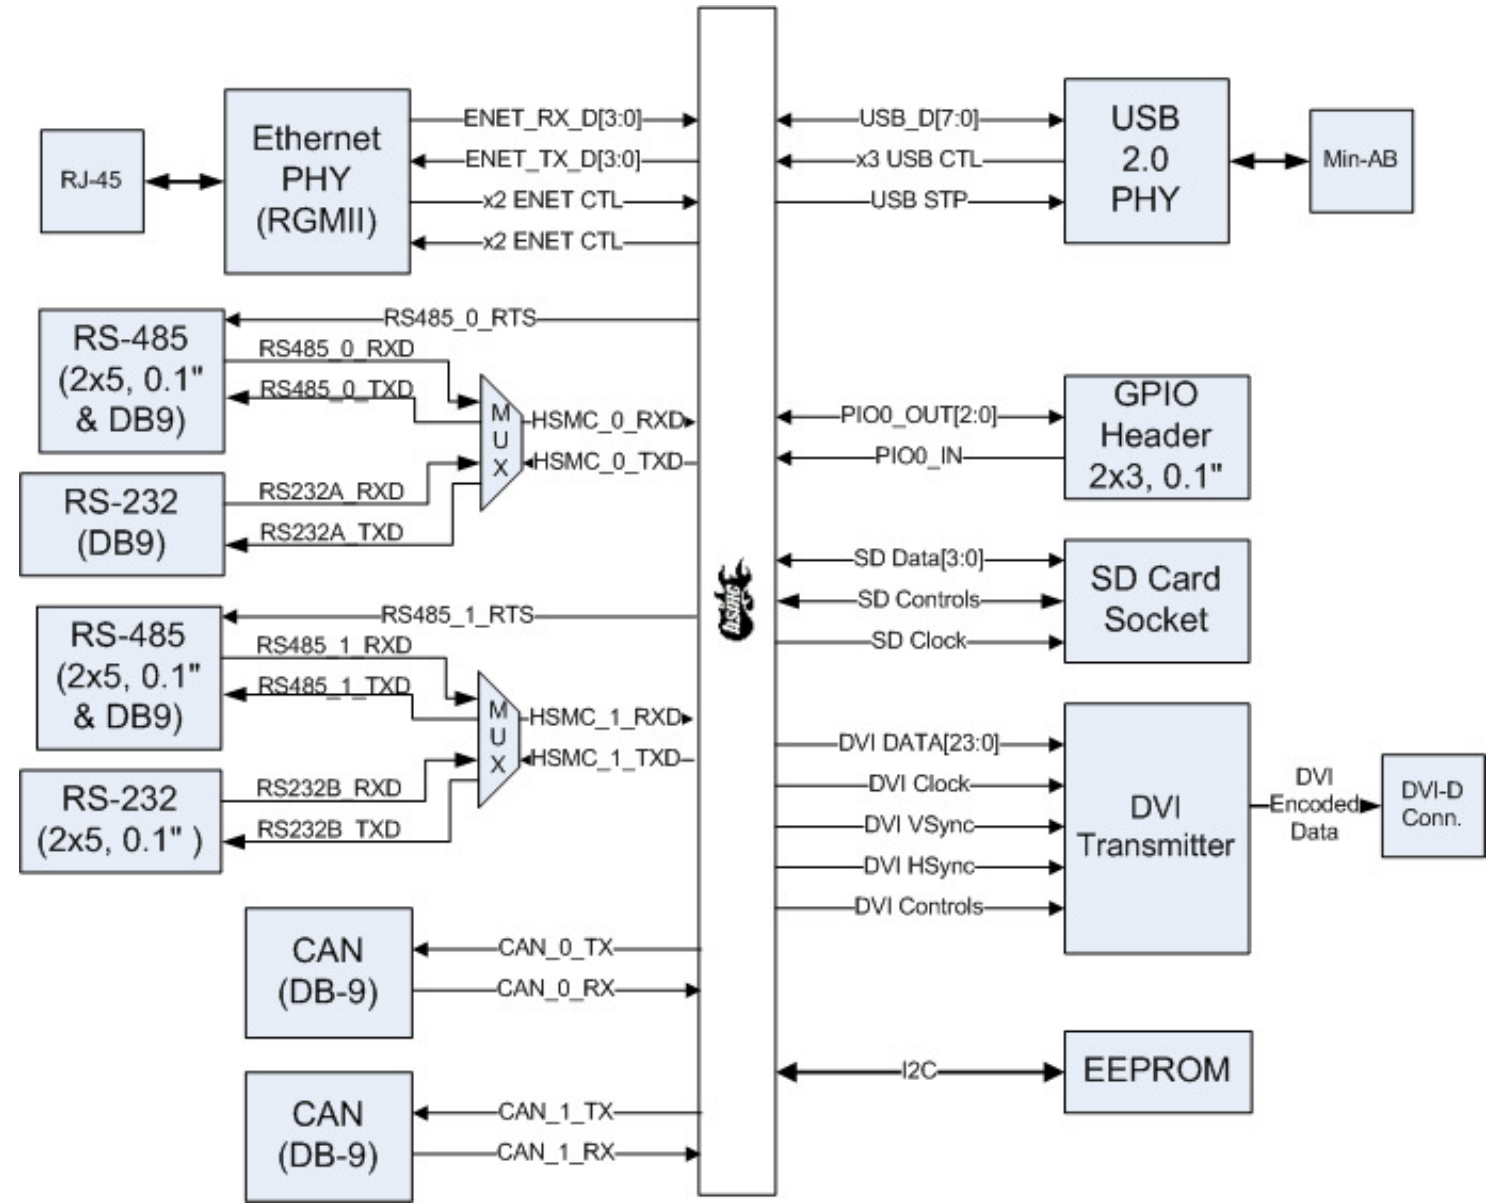 RJ-45
Ethernet
PHY
(RGMII)
ENET_RX_D[3:0]
ENET_TX_D[3:0]
x2 ENET CTL
x2 ENET CTL
RS-485
(2x5, 0.1"
& DB9)
RS485_0_RTS
RS485_0_RXD
RS485_0_TXD
RS-232
(DB9)
RS232A_RXD
RS232A_TXD
MUX
HSMC_0_RXD
HSMC_0_TXD
RS-485
(2x5, 0.1"
& DB9)
RS485_1_RTS
RS485_1_RXD
RS485_1_TXD
RS-232
(2x5, 0.1" )
RS232B_RXD
RS232B_TXD
MUX
HSMC_1_RXD
HSMC_1_TXD
CAN
(DB-9)
CAN_0_TX
CAN_0_RX
CAN
(DB-9)
CAN_1_TX
CAN_1_RX
hsmc
USB_D[7:0]
x3 USB CTL
USB STP
USB
2.0
PHY
Min-AB
PIO0_OUT[2:0]
PIO0_IN
GPIO
Header
2x3, 0.1"
SD Data[3:0]
SD Controls
SD Clock
SD Card
Socket
DVI DATA[23:0]
DVI Clock
DVI VSync
DVI HSync
DVI Controls
DVI
Transmitter
DVI
Encoded
Data
DVI-D
Conn.
I2C
EEPROM